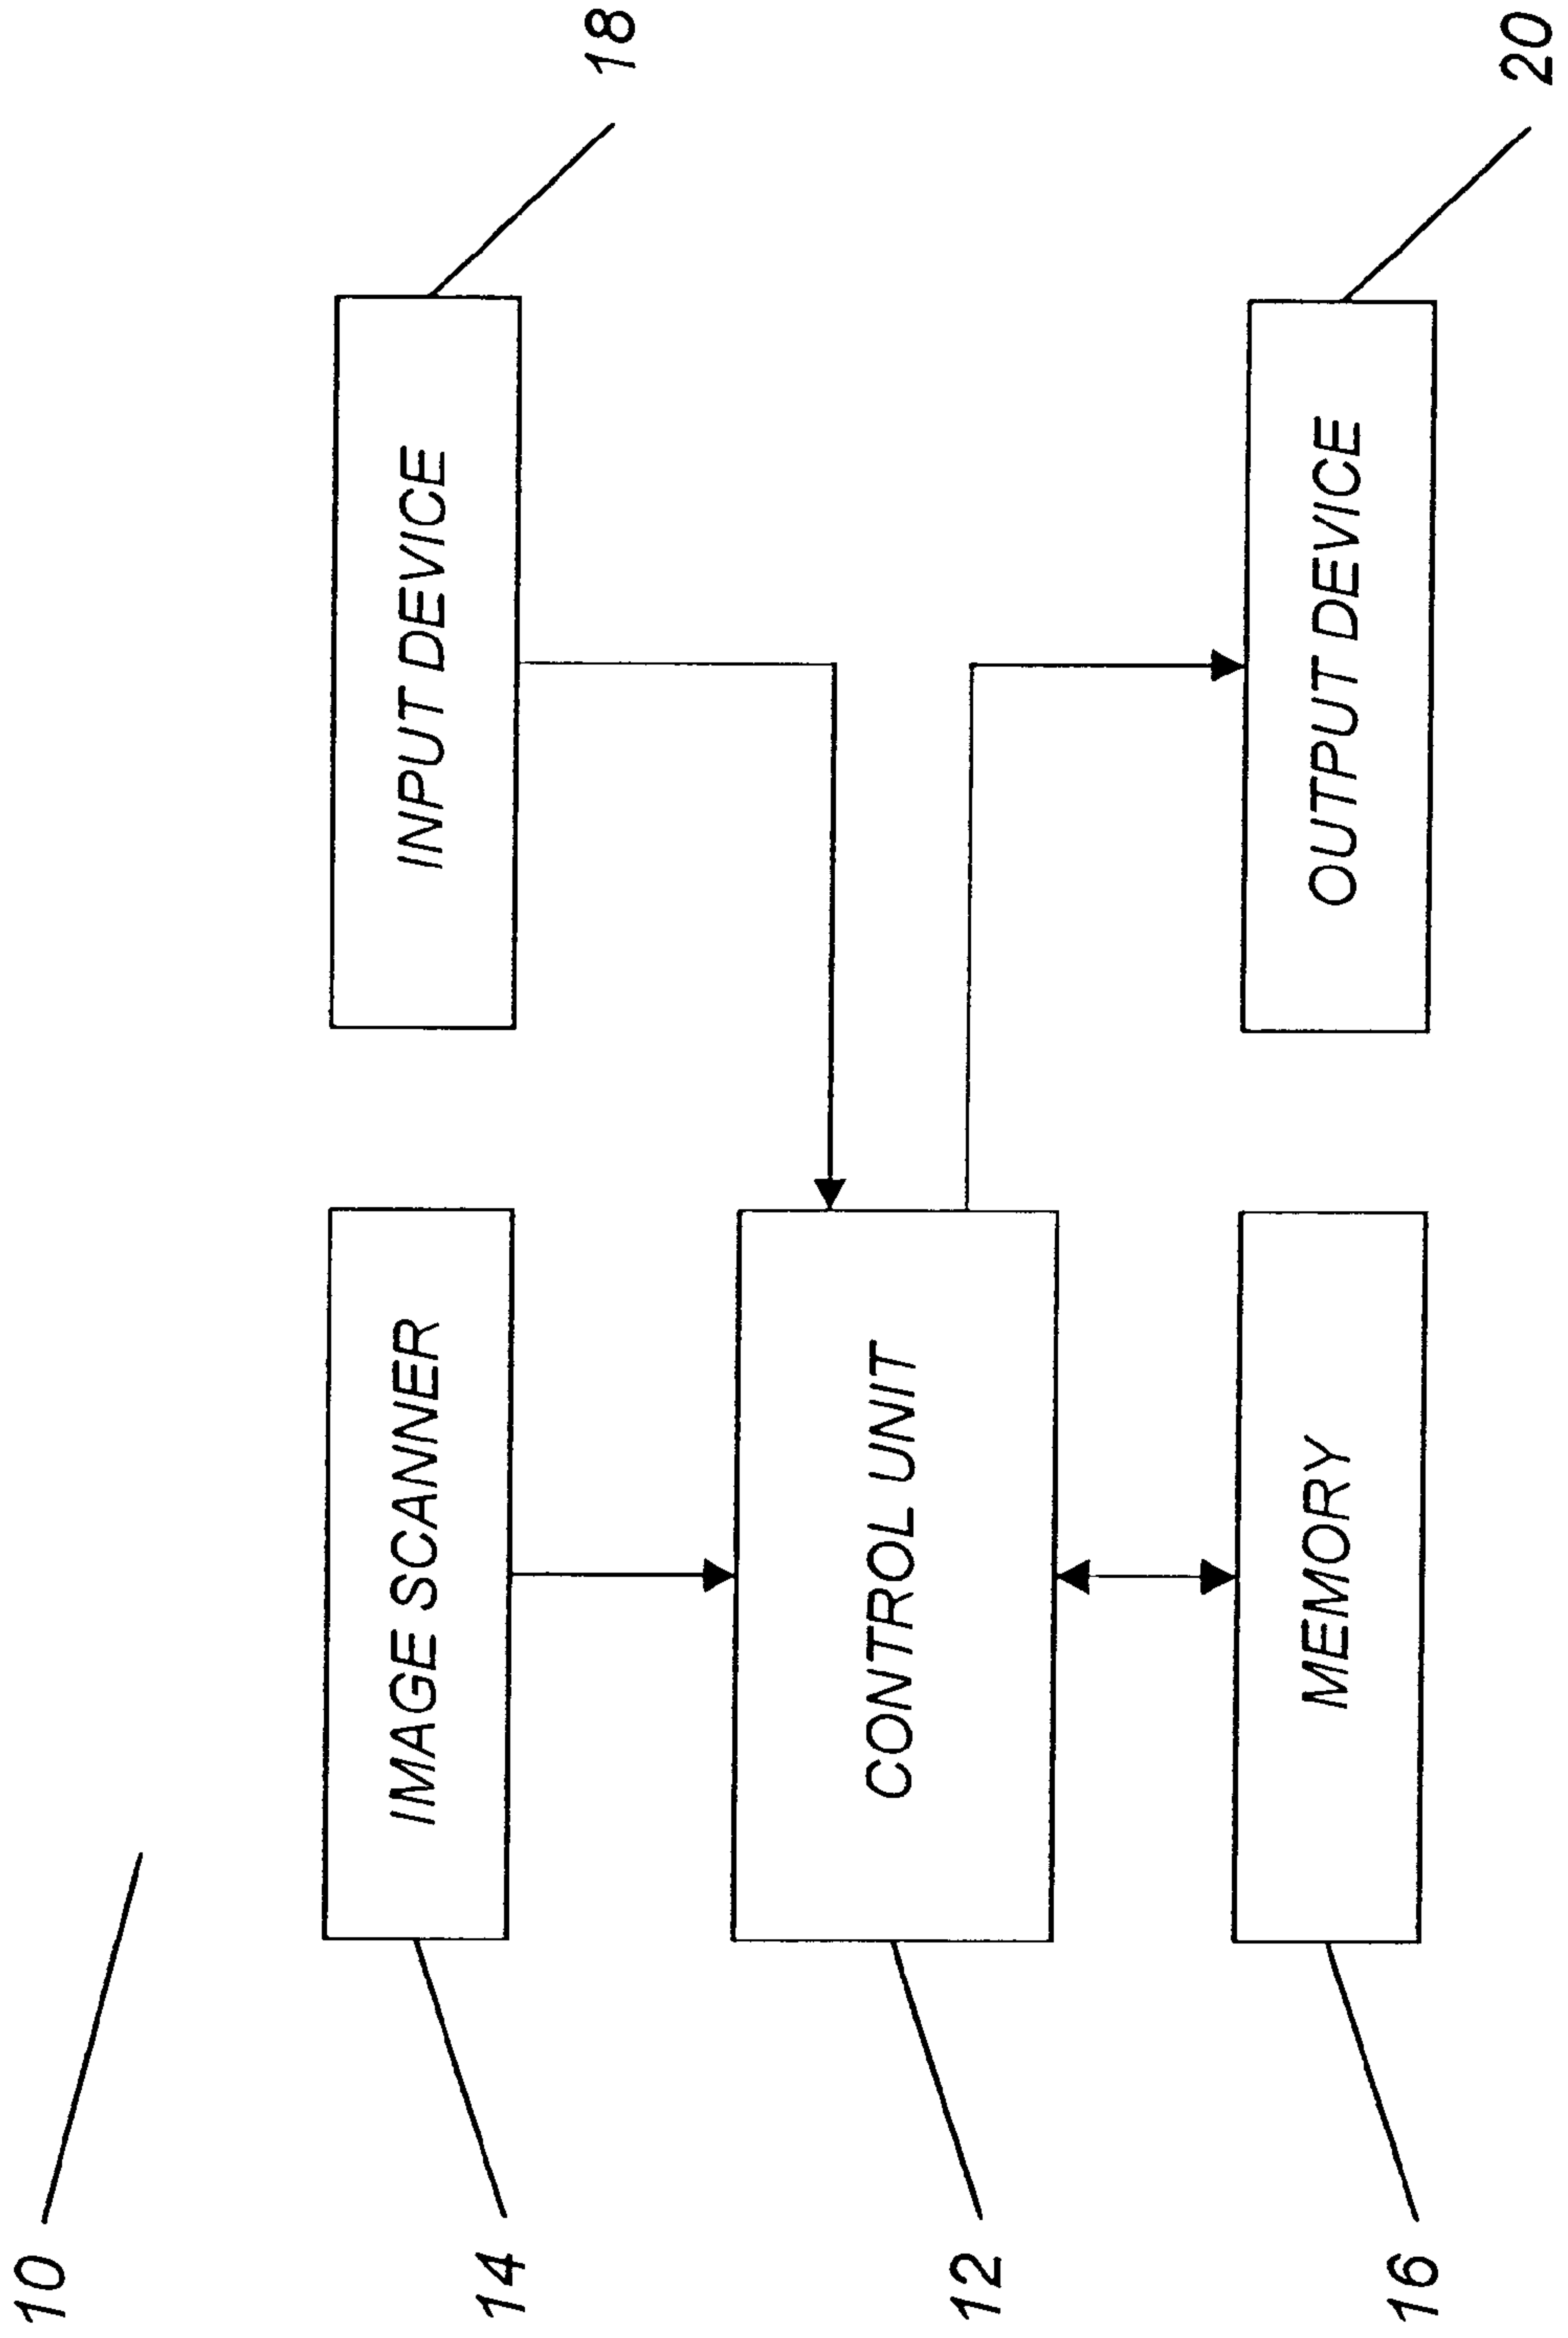 10
14
IMAGE SCANNER
INPUT DEVICE
18
12
CONTROL UNIT
16
MEMORY
OUTPUT DEVICE
20